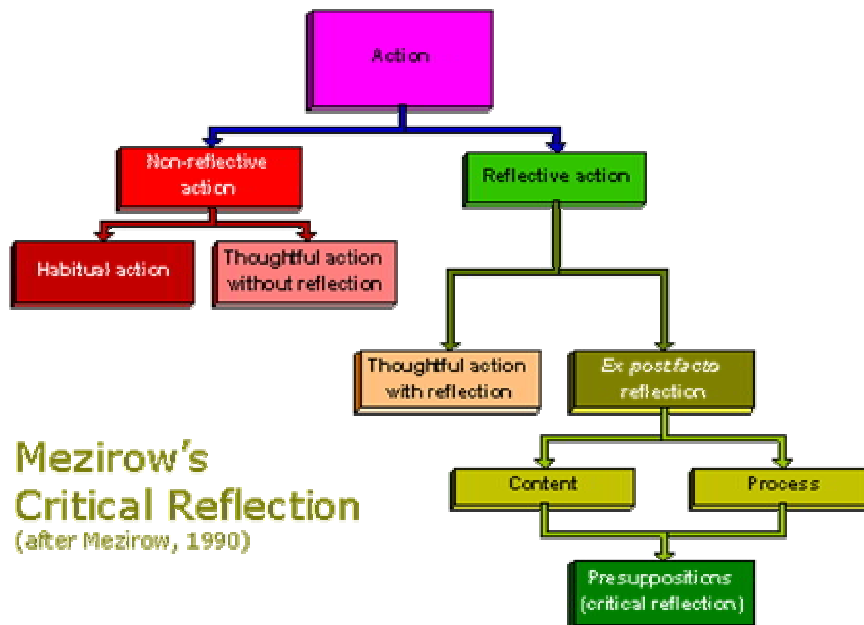 Action
Non-reflective
action
Reflective action
Habitual action
Thoughtful action
without reflection
Thoughtful action
with reflection
Ex post facto
reflection
Mezirow's
Critical Reflection
(after Mezirow, 1990)
Content
Process
Presuppositions
(critical reflection)